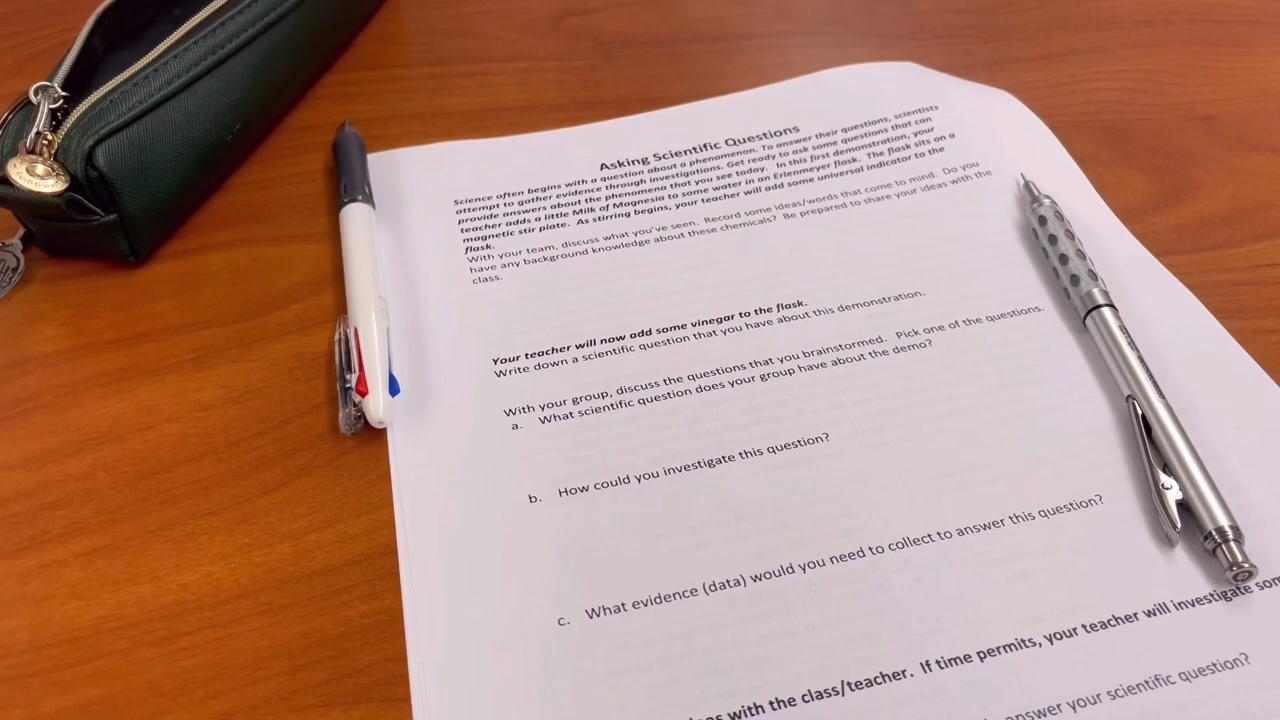 Asking Scientific Questions
Science often begins with a question about a phenomenon. To answer their questions, scientists
attempt to gather evidence through investigations. Get ready to ask some questions that can
provide answers about the phenomena that you see today. In this first demonstration, your
teacher adds a little Milk of Magnesia to some water in an Erlenmeyer flask. The flask sits on a
magnetic stir plate. As stirring begins, your teacher will add some universal indicator to the
flask.
With your team, discuss what you've seen. Record some ideas/words that come to mind. Do you
have any background knowledge about these chemicals? Be prepared to share your ideas with the
class.
Your teacher will now add some vinegar to the flask.
Write down a scientific question that you have about this demonstration.
With your group, discuss the questions that you brainstormed. Pick one of the questions.
a. What scientific question does your group have about the demo?
b. How could you investigate this question?
c. What evidence (data) would you need to collect to answer this question?
with the class/teacher. If time permits, your teacher will investigate
answer your scientific question?